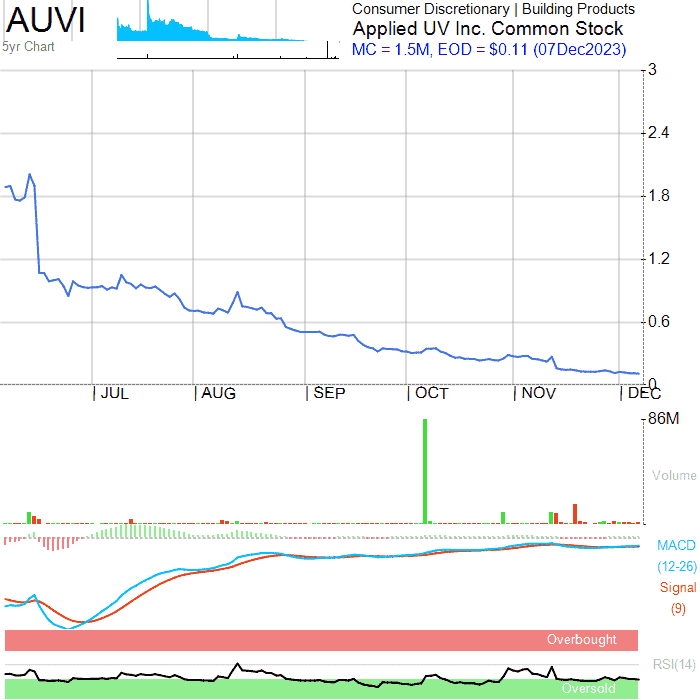 AUVI
5yr Chart
Consumer Discretionary | Building Products
Applied UV Inc. Common Stock
MC = 1.5M, EOD = $0.11 (07Dec2023)
3
2.4
1.8
1.2
0.6
0
JUL AUG SEP OCT NOV DEC
86M
Volume
MACD
(12-26)
Signal
(9)
Overbought
RSI(14)
Oversold